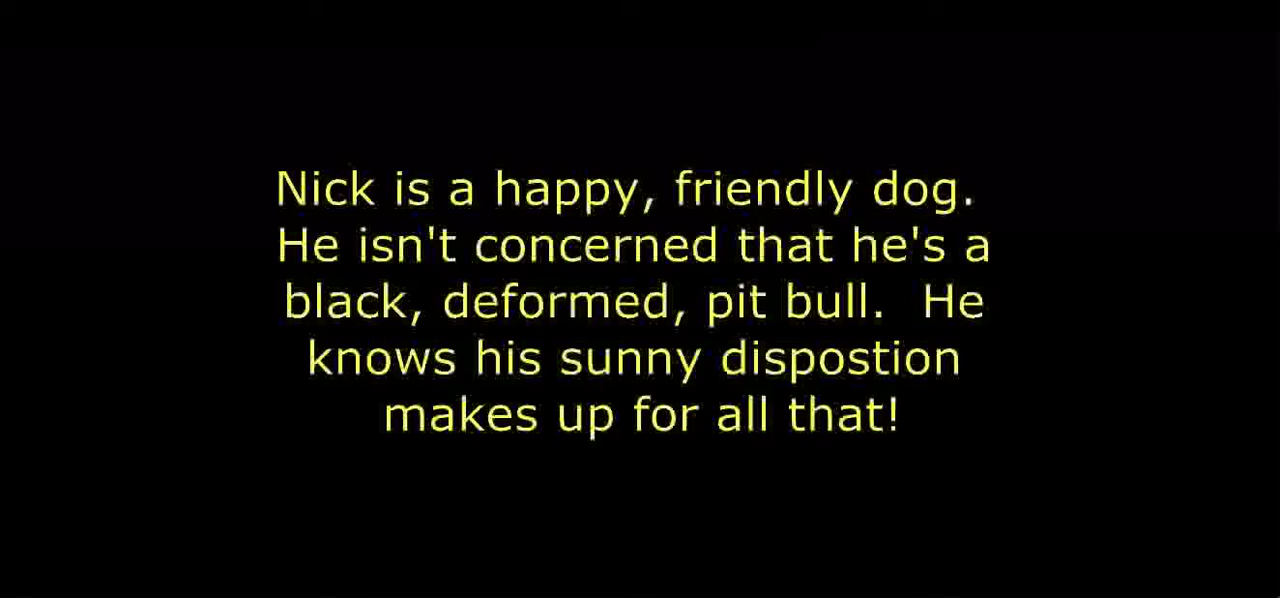 Nick is a happy, friendly dog.
He isn't concerned that he's a
black, deformed, pit bull.  He
knows his sunny dispostion
makes up for all that!